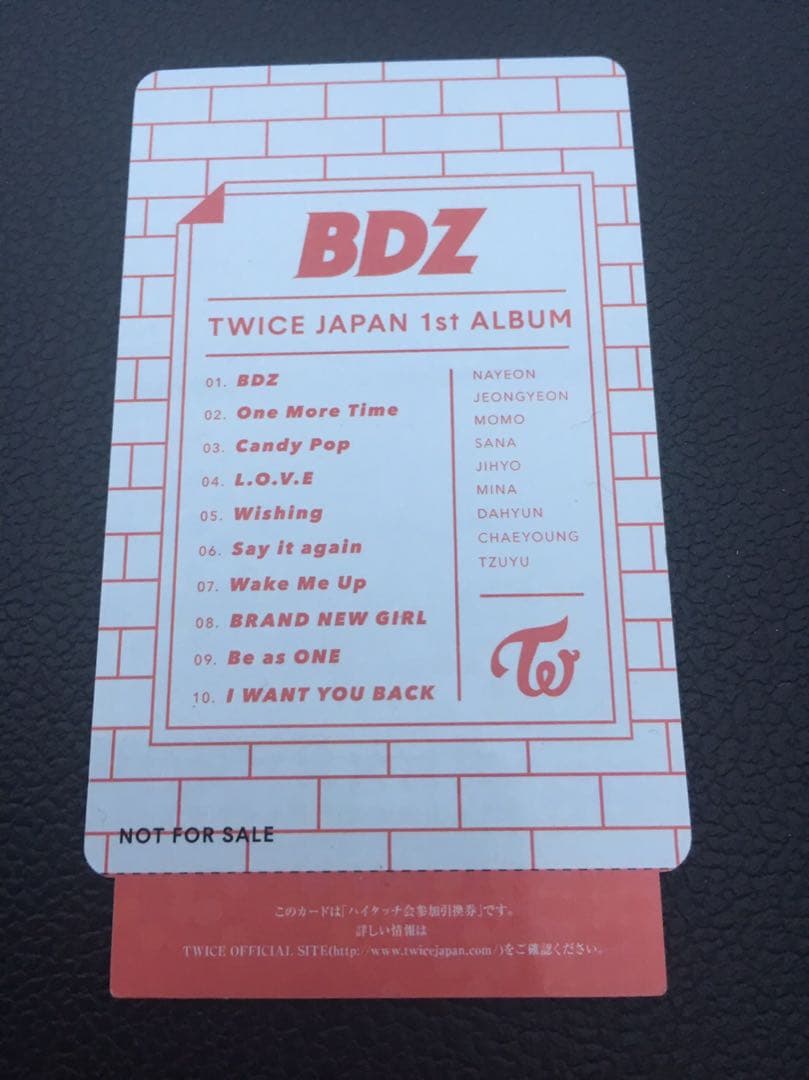 BDZ
TWICE JAPAN 1st ALBUM
01. BDZ
02. One More Time
03. Candy Pop
04. L.O.V.E
05. Wishing
06. Say it again
07. Wake Me Up
08. BRAND NEW GIRL
09. Be as ONE
10. I WANT YOU BACK
NAYEON
JEONGYEON
MOMO
SANA
JIHYO
MINA
DAHYUN
CHAEYOUNG
TZUYU
Tw
NOT FOR SALE
このカードは「ハイタッチ会参加引換券」です。
詳しい情報は
TWICE OFFICIAL SITE(http://www.twicejapan.com/)をご確認ください。